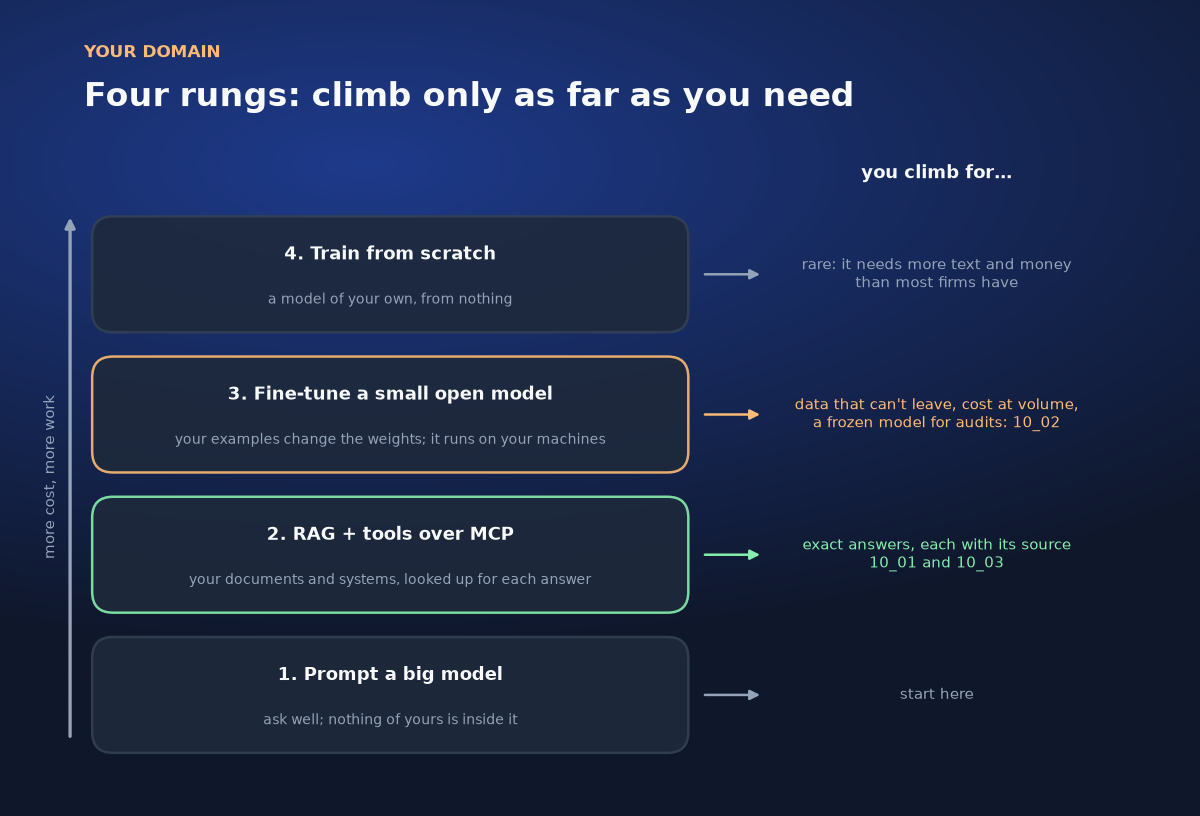 YOUR DOMAIN
Four rungs: climb only as far as you need
you climb for…
4. Train from scratch
a model of your own, from nothing
rare: it needs more text and money
than most firms have
3. Fine-tune a small open model
your examples change the weights; it runs on your machines
data that can't leave, cost at volume,
a frozen model for audits: 10_02
2. RAG + tools over MCP
your documents and systems, looked up for each answer
exact answers, each with its source
10_01 and 10_03
1. Prompt a big model
ask well; nothing of yours is inside it
start here
more cost, more work